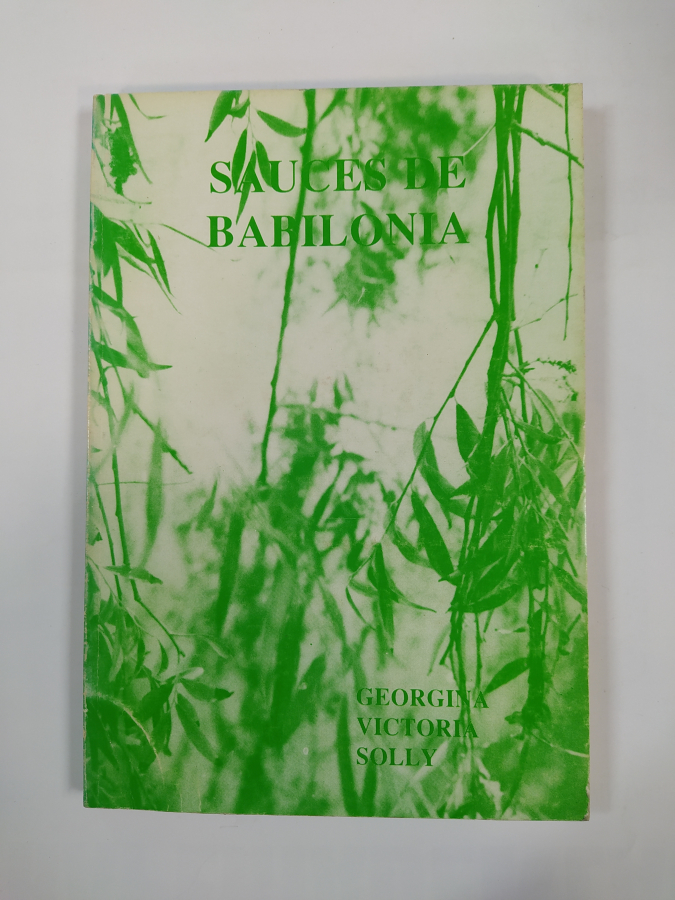 SAUCES DE
BABILONIA
GEORGINA
VICTORIA
SOLLY